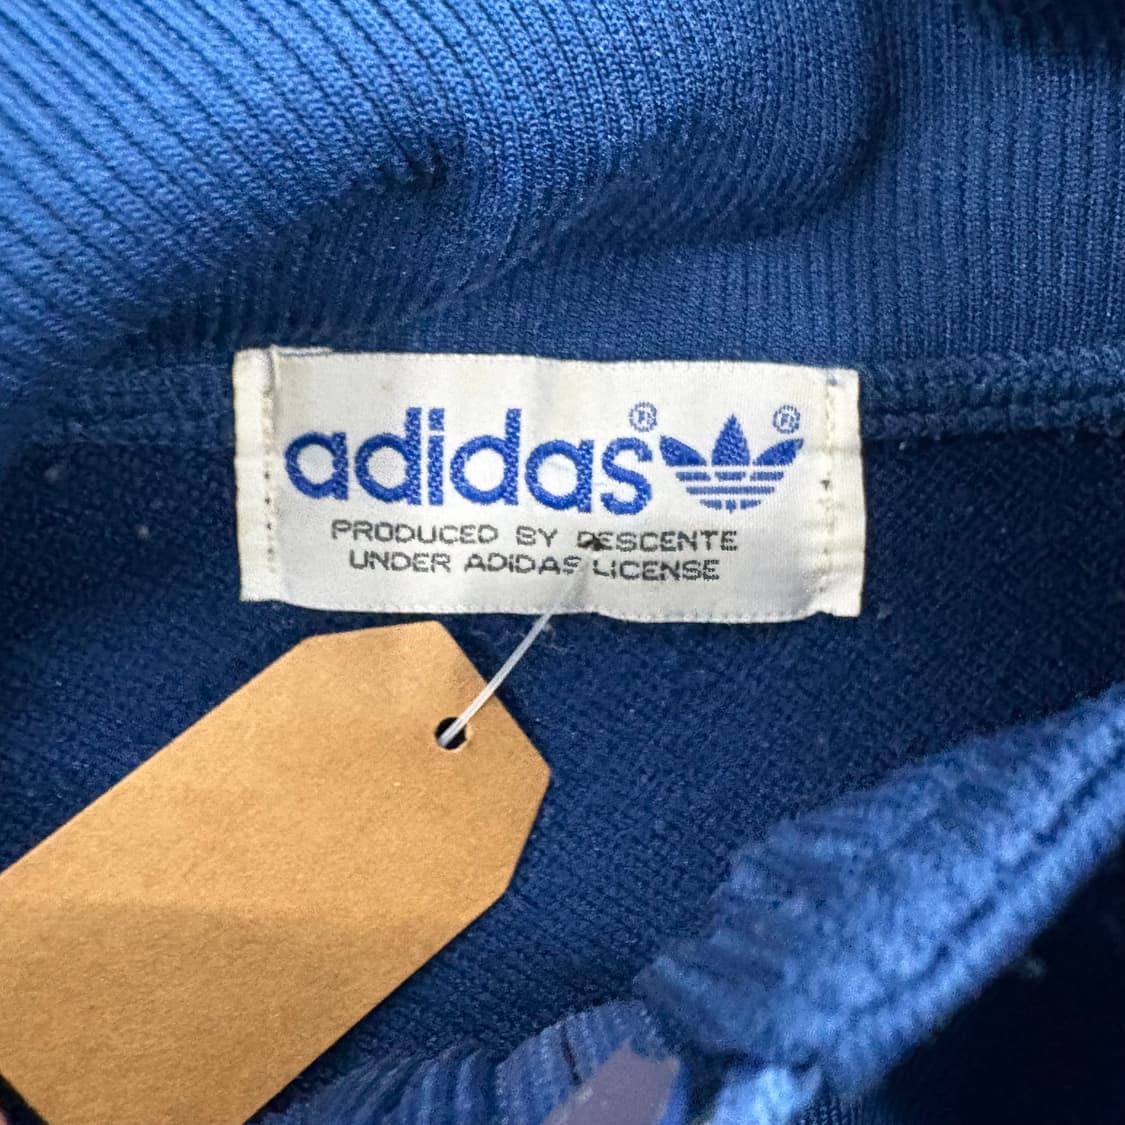 adidas®®
PRODUCED BY DESCENTE
UNDER ADIDAS LICENSE